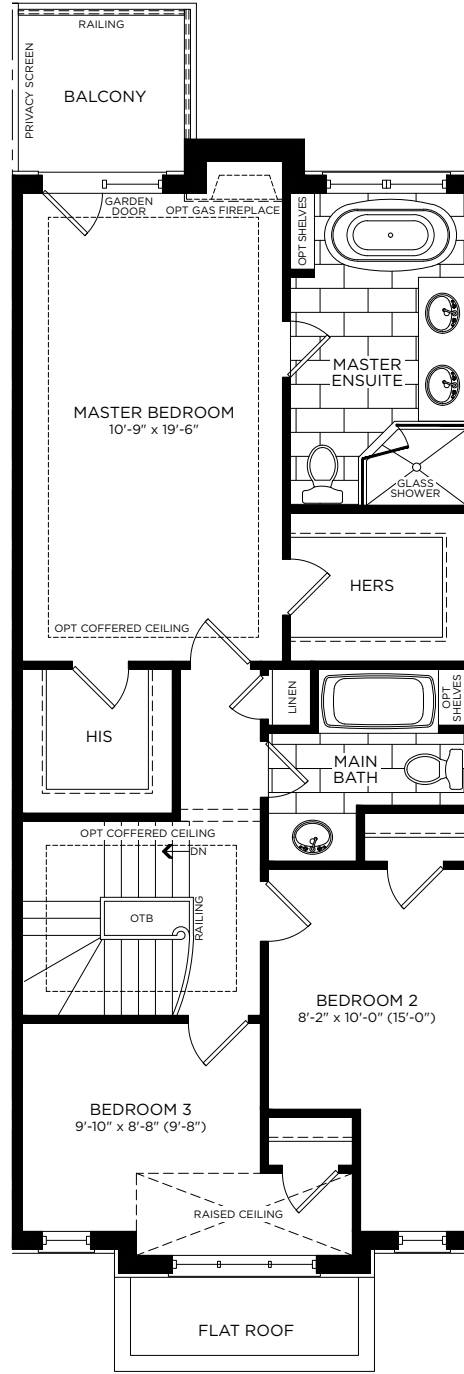 RAILING
PRIVACY SCREEN
BALCONY
GARDEN
DOOR
OPT GAS FIREPLACE
OPT SHELVES
MASTER BEDROOM
10'-9" x 19'-6"
MASTER
ENSUITE
GLASS
SHOWER
HERS
OPT COFFERED CEILING
HIS
LINEN
OPT
SHELVES
MAIN
BATH
OPT COFFERED CEILING
DN
OTB
RAILING
BEDROOM 2
8'-2" x 10'-0" (15'-0")
BEDROOM 3
9'-10" x 8'-8" (9'-8")
RAISED CEILING
FLAT ROOF